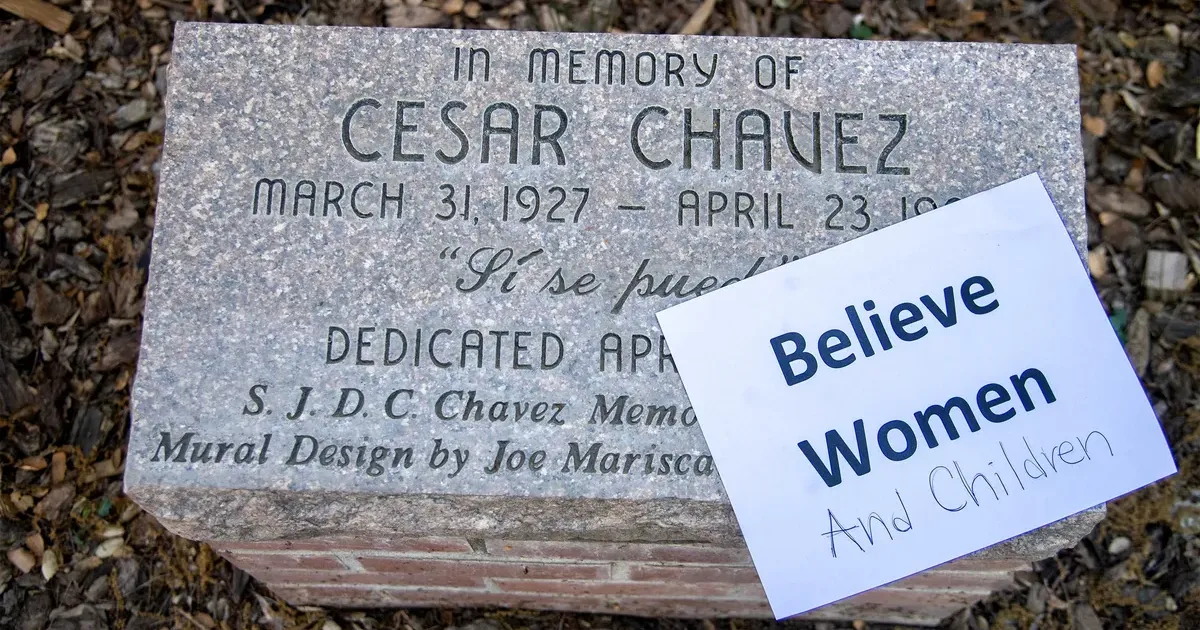 IN MEMORY OF
CESAR CHAVEZ
MARCH 31, 1927 – APRIL 23,
"Sí se
DEDICATED
S. J. D. C. Chavez
Mural Design by Joe
Believe
Women
And Children